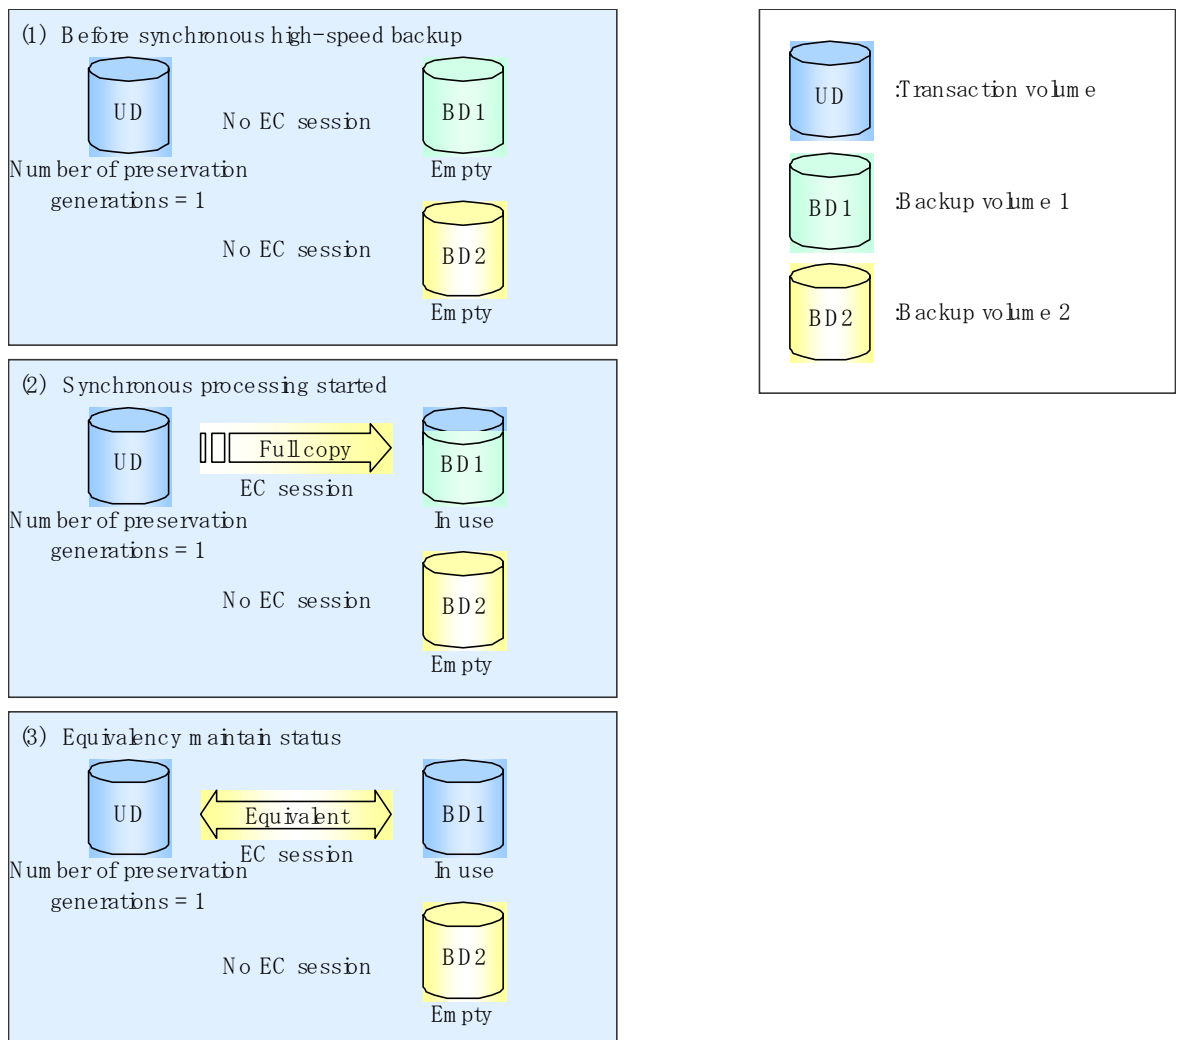 (1) Before synchronous high-speed backup
UD
No EC session
BD1
Number of preservation
generations = 1
Empty
No EC session
BD2
Empty
(2) Synchronous processing started
UD
Full copy
BD1
EC session
Number of preservation
generations = 1
In use
No EC session
BD2
Empty
(3) Equivalency maintain status
UD
Equivalent
BD1
EC session
Number of preservation
generations = 1
In use
No EC session
BD2
Empty
UD
:Transaction volume
BD1
:Backup volume 1
BD2
:Backup volume 2